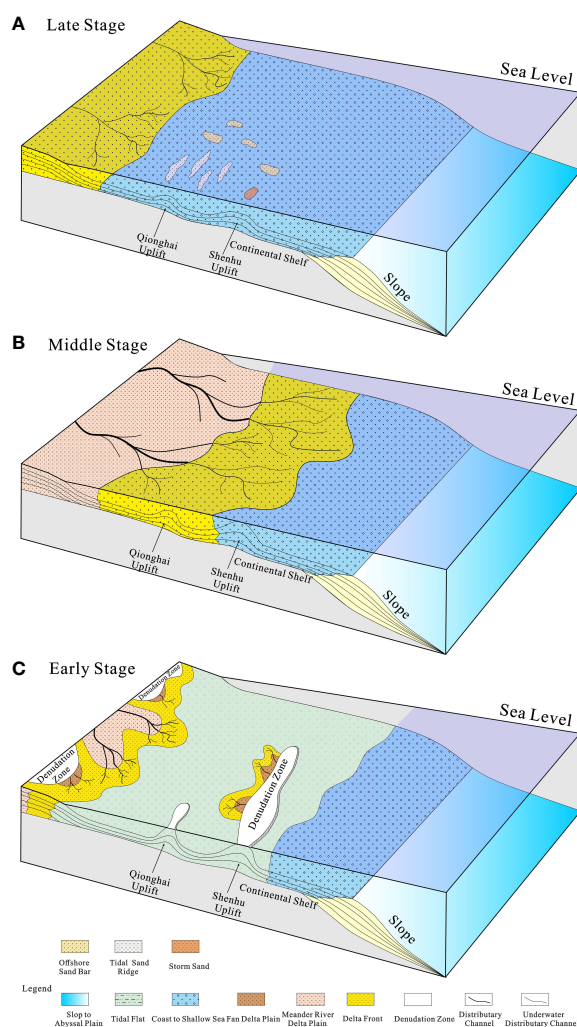 A Late Stage
Sea Level
Qionghai
Uplift
Shenhu
Uplift
Continental Shelf
Slope
B Middle Stage
Sea Level
Qionghai
Uplift
Shenhu
Uplift
Continental Shelf
Slope
C Early Stage
Denudation Zone
Sea Level
Denudation
Zone
Denudation Zone
Qionghai
Uplift
Shenhu
Uplift
Continental Shelf
Slope
Offshore
Sand Bar
Tidal Sand
Ridge
Storm Sand
Legend
Slop to
Abyssal Plain
Tidal Flat
Coast to Shallow Sea
Fan Delta Plain
Meander River
Delta Plain
Delta Front
Denudation Zone
Distributary
Channel
Underwater
Distributary Channe